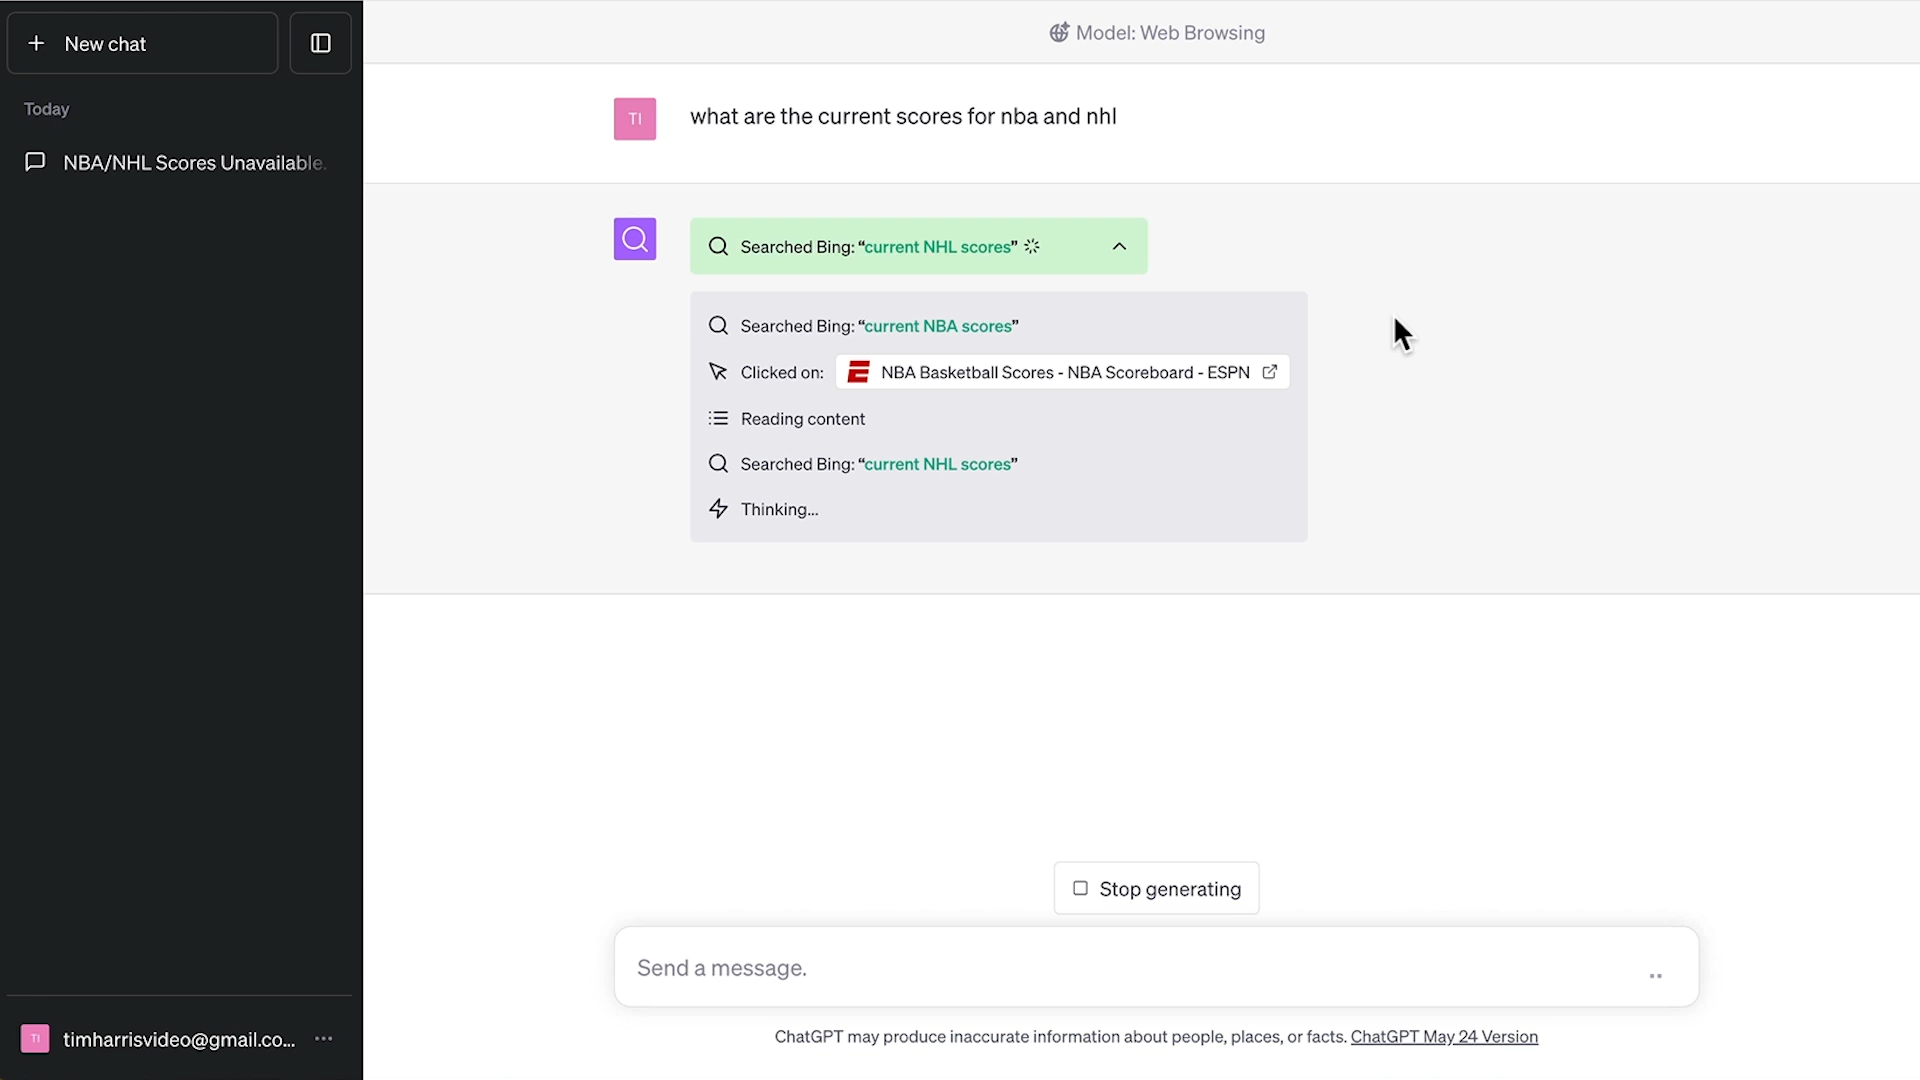 New chat
Today
NBA/NHL Scores Unavailable.
TI
timharrisvideo@gmail.co...
Model: Web Browsing
TI
what are the current scores for nba and nhl
Searched Bing: “current NHL scores”
Searched Bing: “current NBA scores”
Clicked on: NBA Basketball Scores - NBA Scoreboard - ESPN
Reading content
Searched Bing: “current NHL scores”
Thinking...
Stop generating
Send a message.
ChatGPT may produce inaccurate information about people, places, or facts. ChatGPT May 24 Version